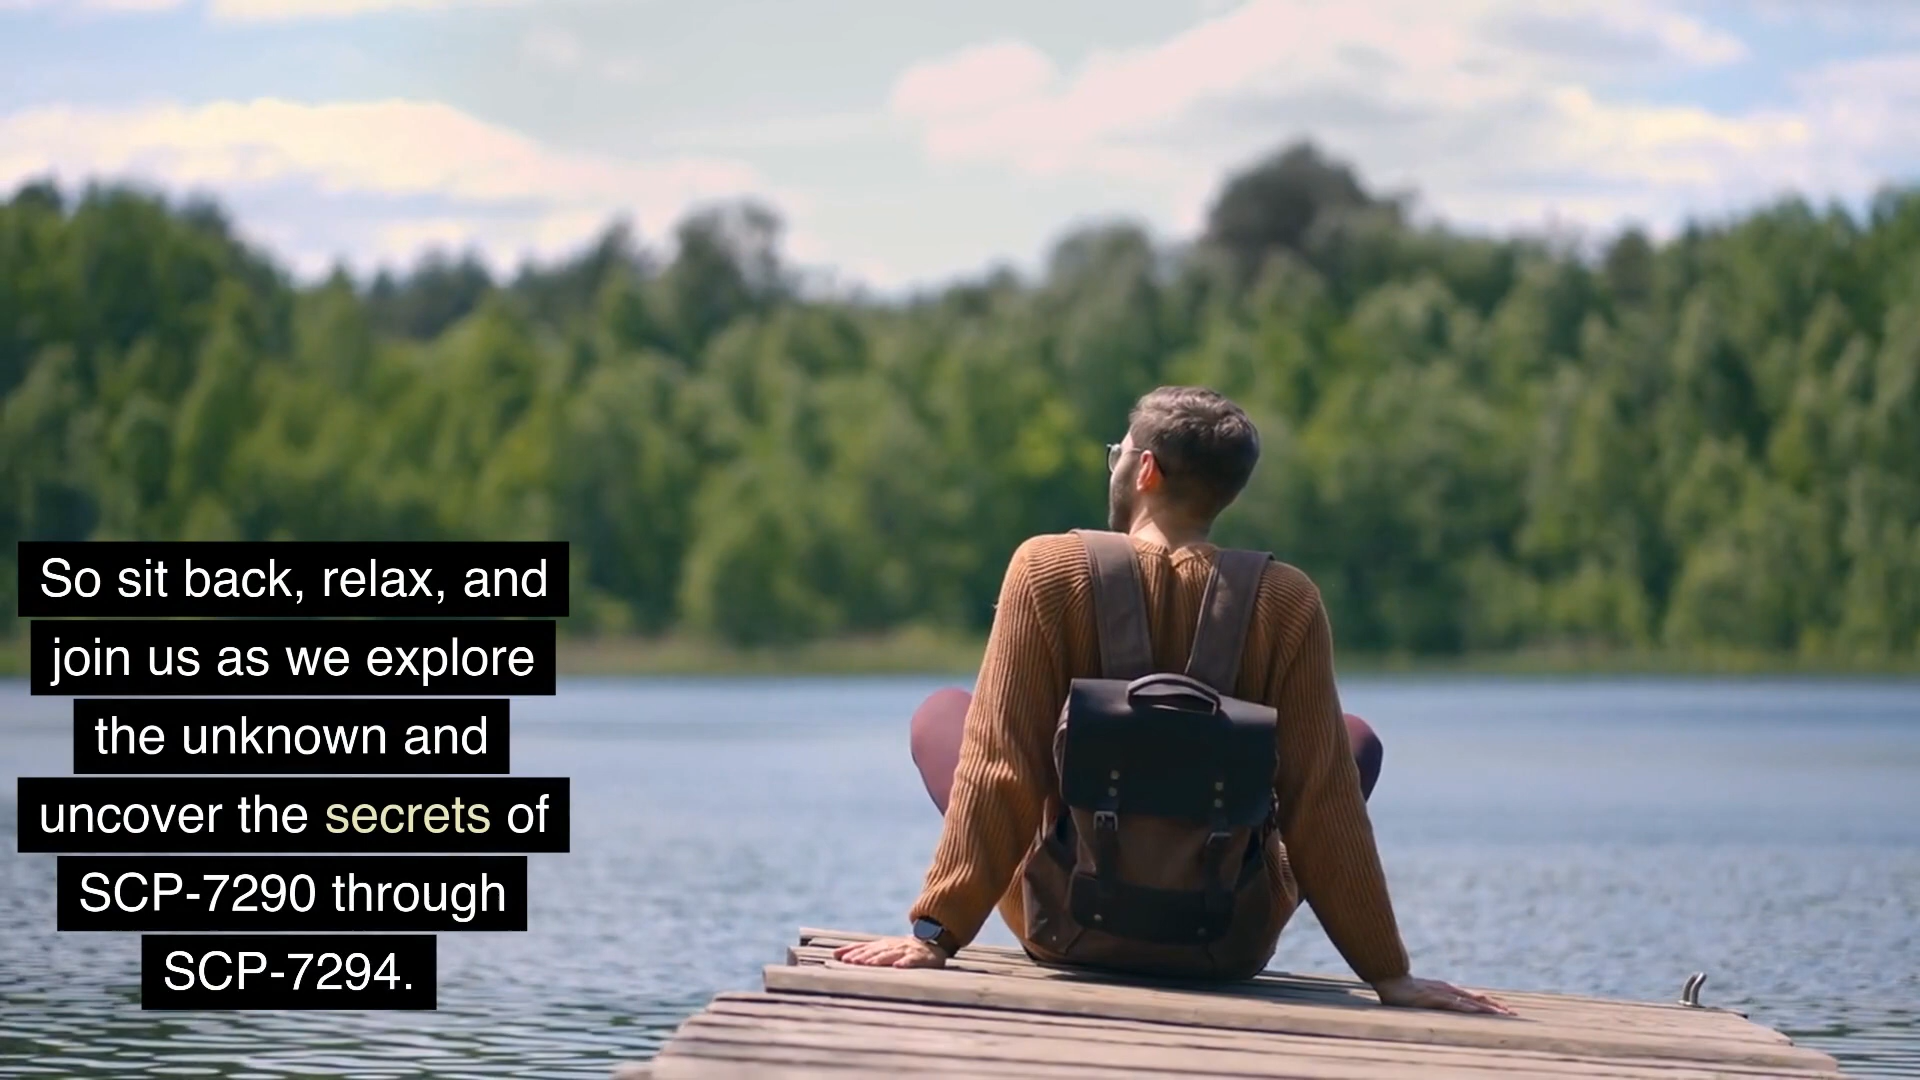 So sit back, relax, and
join us as we explore
the unknown and
uncover the secrets of
SCP-7290 through
SCP-7294.